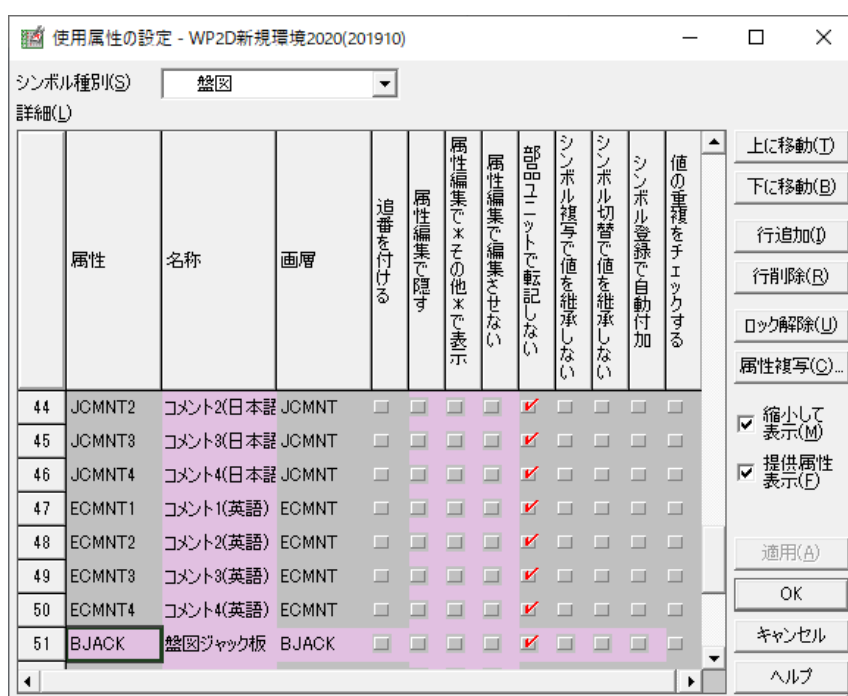 使用属性の設定 - WP2D新規環境2020(201910)
シンボル種別(S)
盤図
詳細(L)
属性
名称
画層
追番を付ける
属性編集で隠す
属性編集で*その他*で表示
属性編集で編集させない
部品ユニットで転記しない
シンボル複写で値を継承しない
シンボル切替で値を継承しない
シンボル登録で自動付加
値の重複をチェックする
44 JCMNT2 コメント2(日本語 JCMNT
45 JCMNT3 コメント3(日本語 JCMNT
46 JCMNT4 コメント4(日本語 JCMNT
47 ECMNT1 コメント1(英語) ECMNT
48 ECMNT2 コメント2(英語) ECMNT
49 ECMNT3 コメント3(英語) ECMNT
50 ECMNT4 コメント4(英語) ECMNT
51 BJACK 盤図ジャック板 BJACK
上に移動(T)
下に移動(B)
行追加(I)
行削除(R)
ロック解除(U)
属性複写(C)...
縮小して
表示(M)
提供属性
表示(F)
適用(A)
OK
キャンセル
ヘルプ